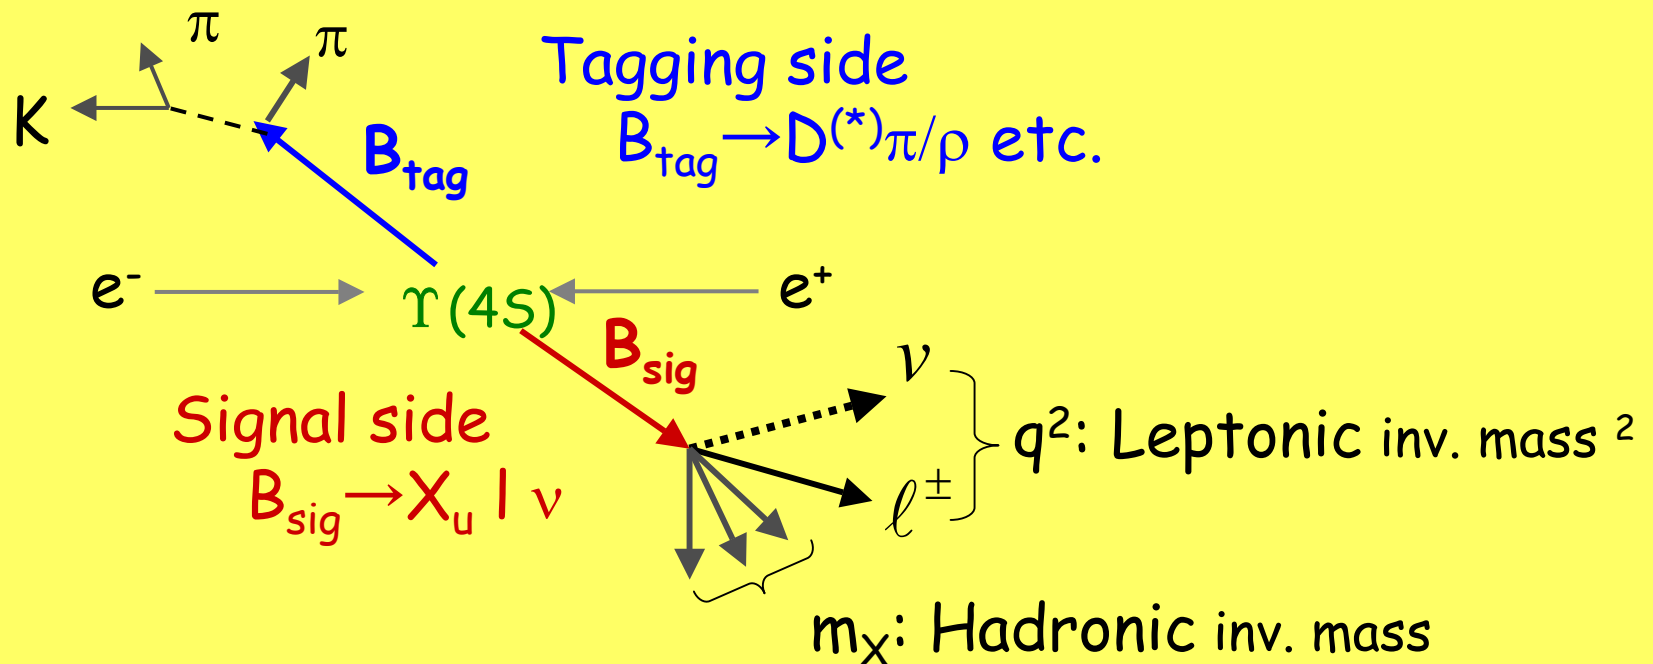 π
π
K
Tagging side
B_tag→D^(*)π/ρ etc.
B_tag
e^-
ϒ(4S)
e^+
B_sig
ν
Signal side
B_sig→X_u l ν
q²: Leptonic inv. mass ²
ℓ^±
m_X: Hadronic inv. mass